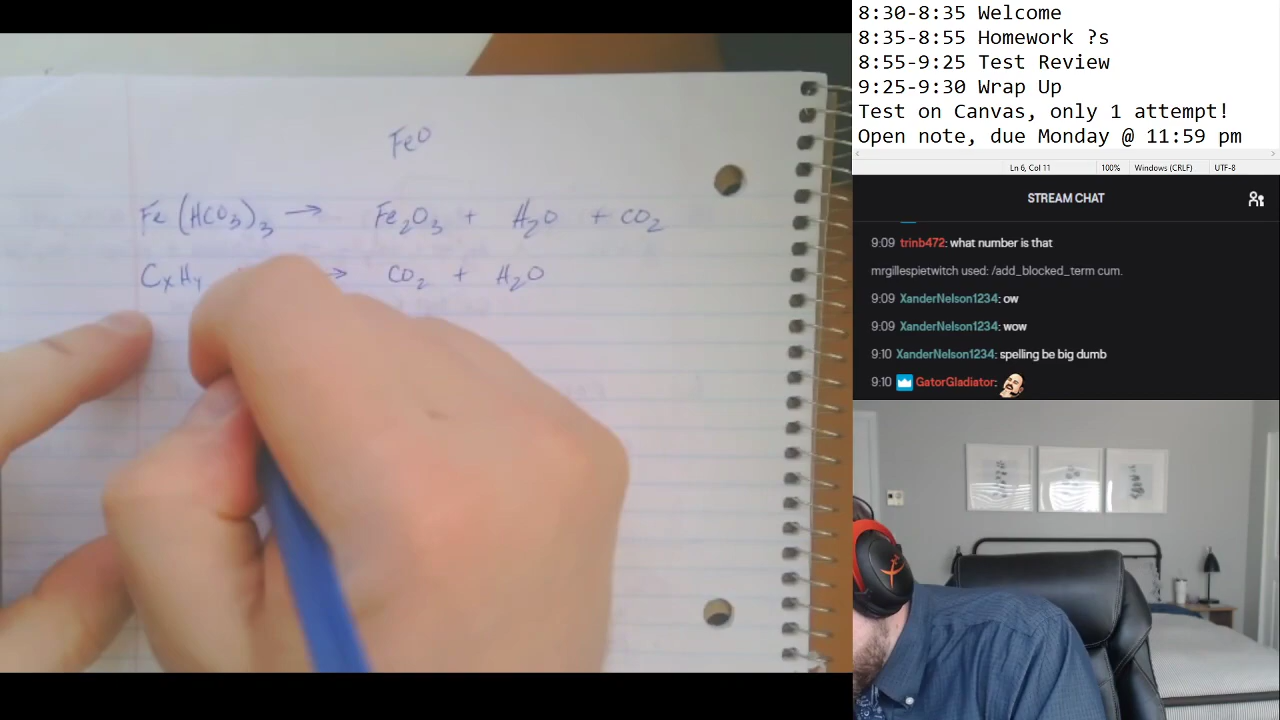 FeO
Fe(HCO3)3 → Fe2O3 + H2O + CO2
CxHy → CO2 + H2O
8:30-8:35 Welcome
8:35-8:55 Homework ?s
8:55-9:25 Test Review
9:25-9:30 Wrap Up
Test on Canvas, only 1 attempt!
Open note, due Monday @ 11:59 pm
Ln 6, Col 11 100% Windows (CRLF) UTF-8
STREAM CHAT
9:09 trinb472: what number is that
mrgillespietwitch used: /add_blocked_term cum.
9:09 XanderNelson1234: ow
9:09 XanderNelson1234: wow
9:10 XanderNelson1234: spelling be big dumb
9:10 GatorGladiator: